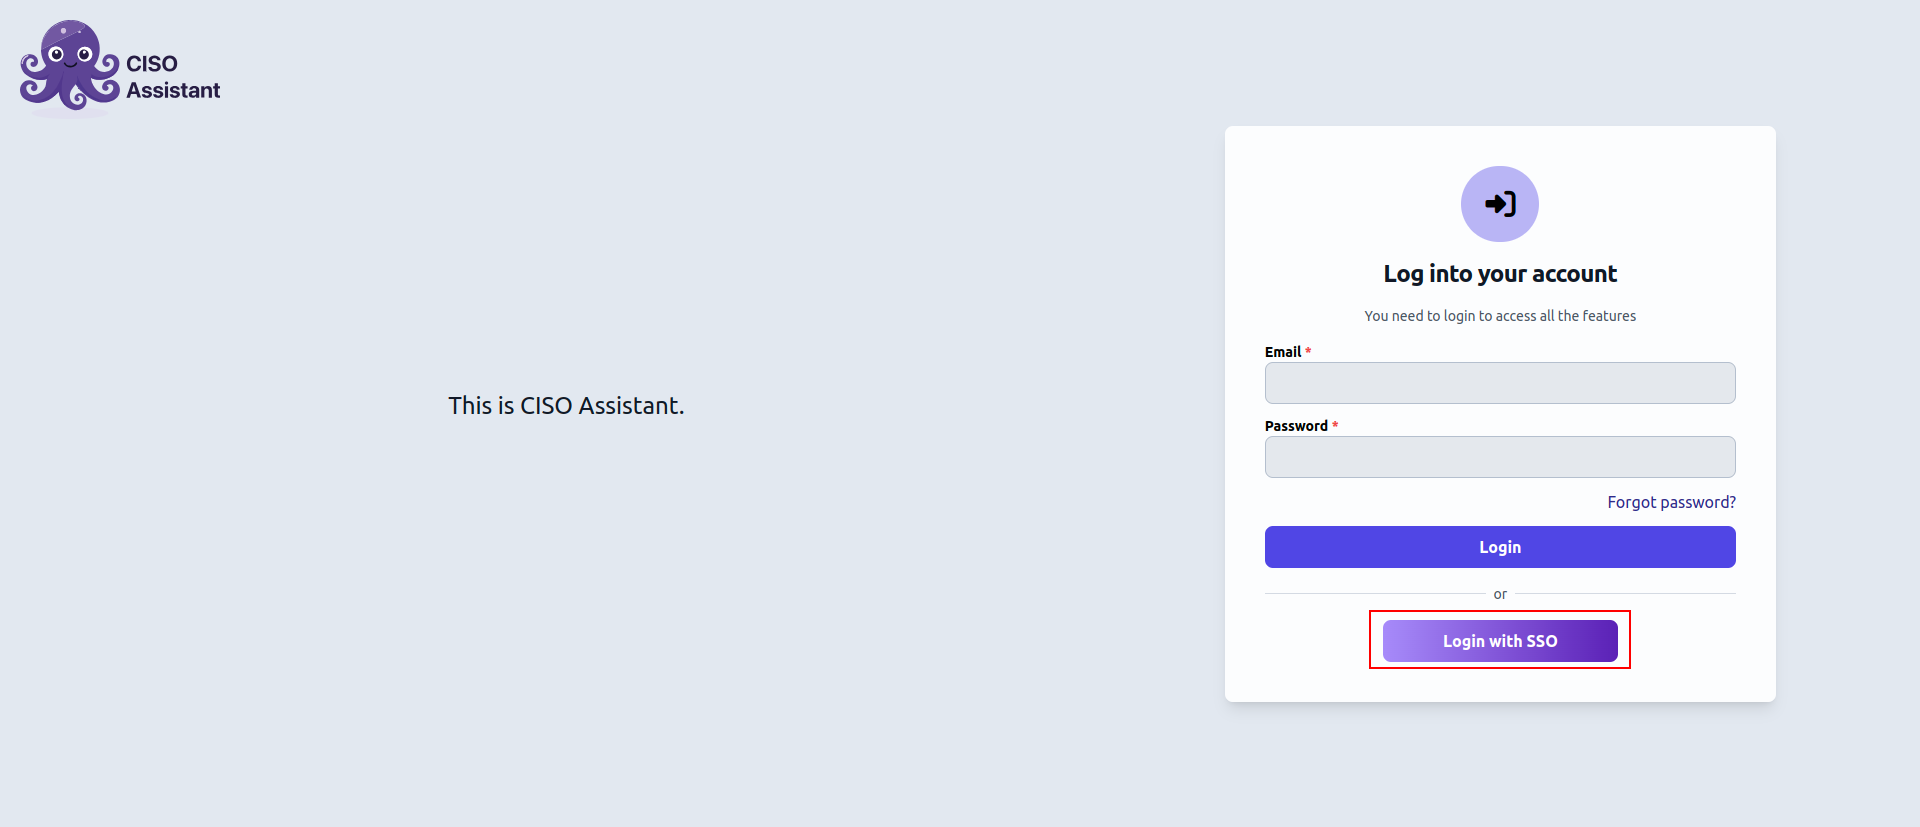 CISO
Assistant
This is CISO Assistant.
Log into your account
You need to login to access all the features
Email *
Password *
Forgot password?
Login
or
Login with SSO